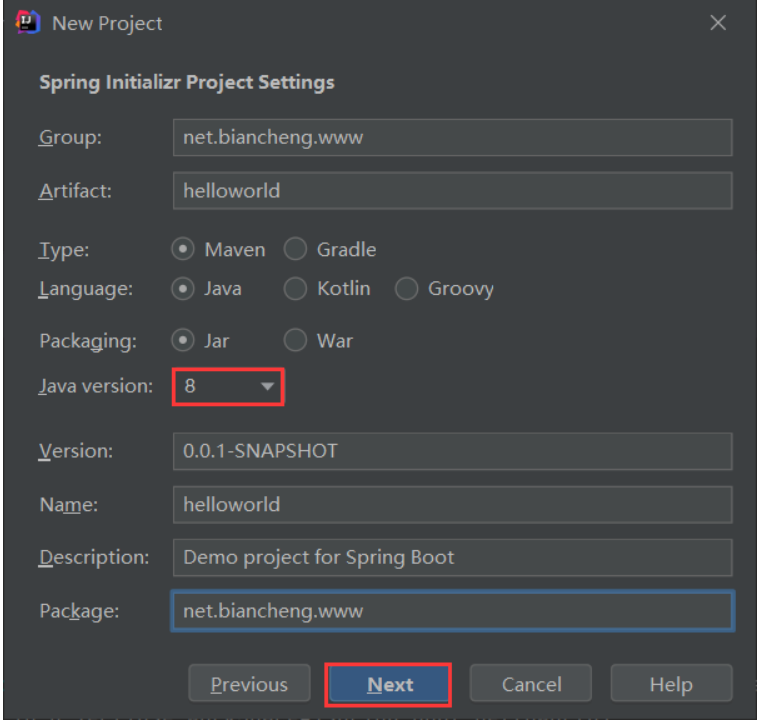 New Project
Spring Initializr Project Settings
Group: net.biancheng.www
Artifact: helloworld
Type: Maven Gradle
Language: Java Kotlin Groovy
Packaging: Jar War
Java version: 8
Version: 0.0.1-SNAPSHOT
Name: helloworld
Description: Demo project for Spring Boot
Package: net.biancheng.www
Previous Next Cancel Help